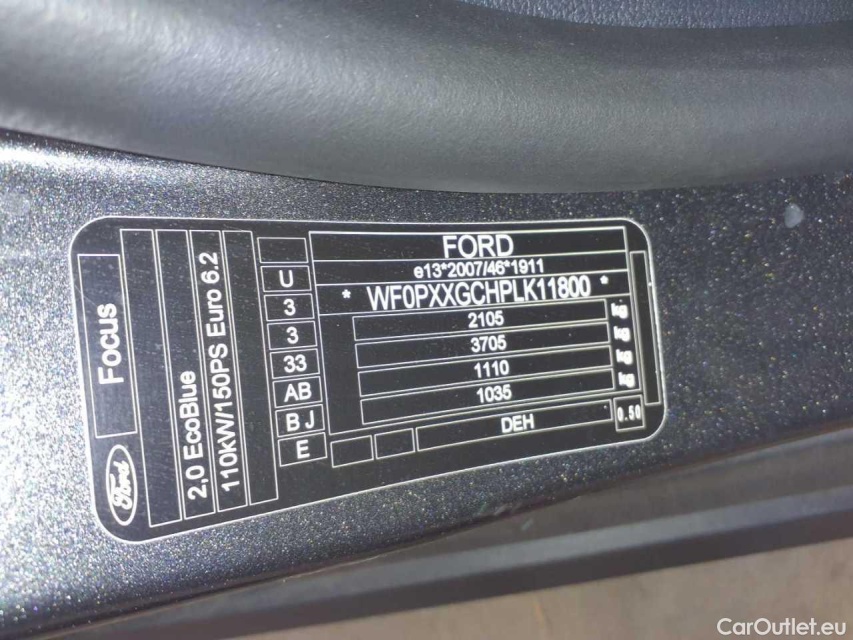 FORD
e13*2007/46*1911
* WF0PXXGCHPLK11800 *
2105 kg
3705 kg
1110 kg
1035 kg
DEH
0.50
U
3
3
33
AB
BJ
E
Focus
2,0 EcoBlue
110kW/150PS Euro 6.2
Ford
CarOutlet.eu